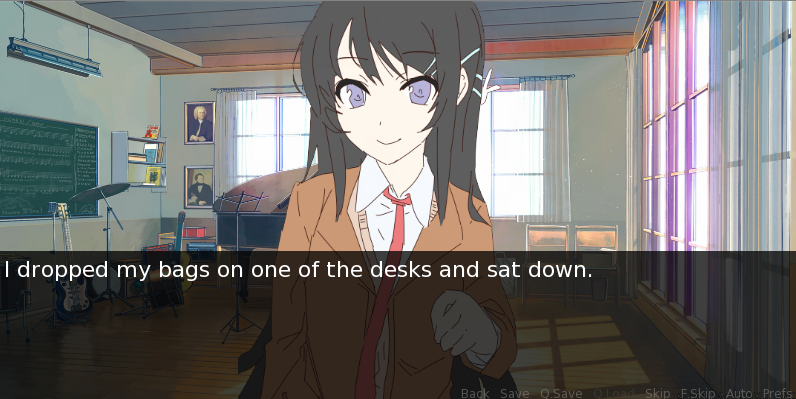 I dropped my bags on one of the desks and sat down.
Back Save Q.Save Q.Load Skip F.Skip Auto Prefs